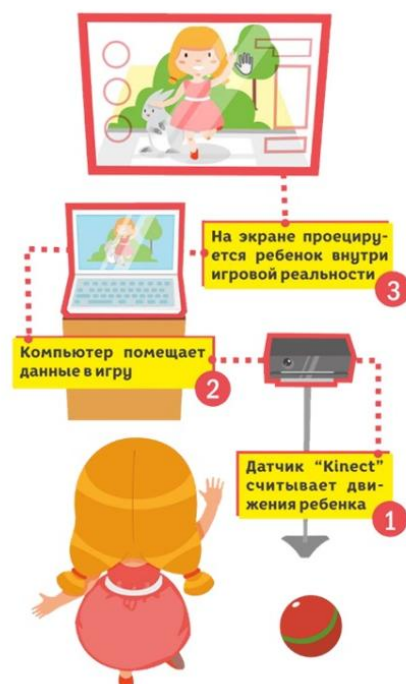 На экране проециру-
ется ребенок внутри
игровой реальности
3
Компьютер помещает
данные в игру
2
Датчик “Kinect”
считывает дви-
жения ребенка
1